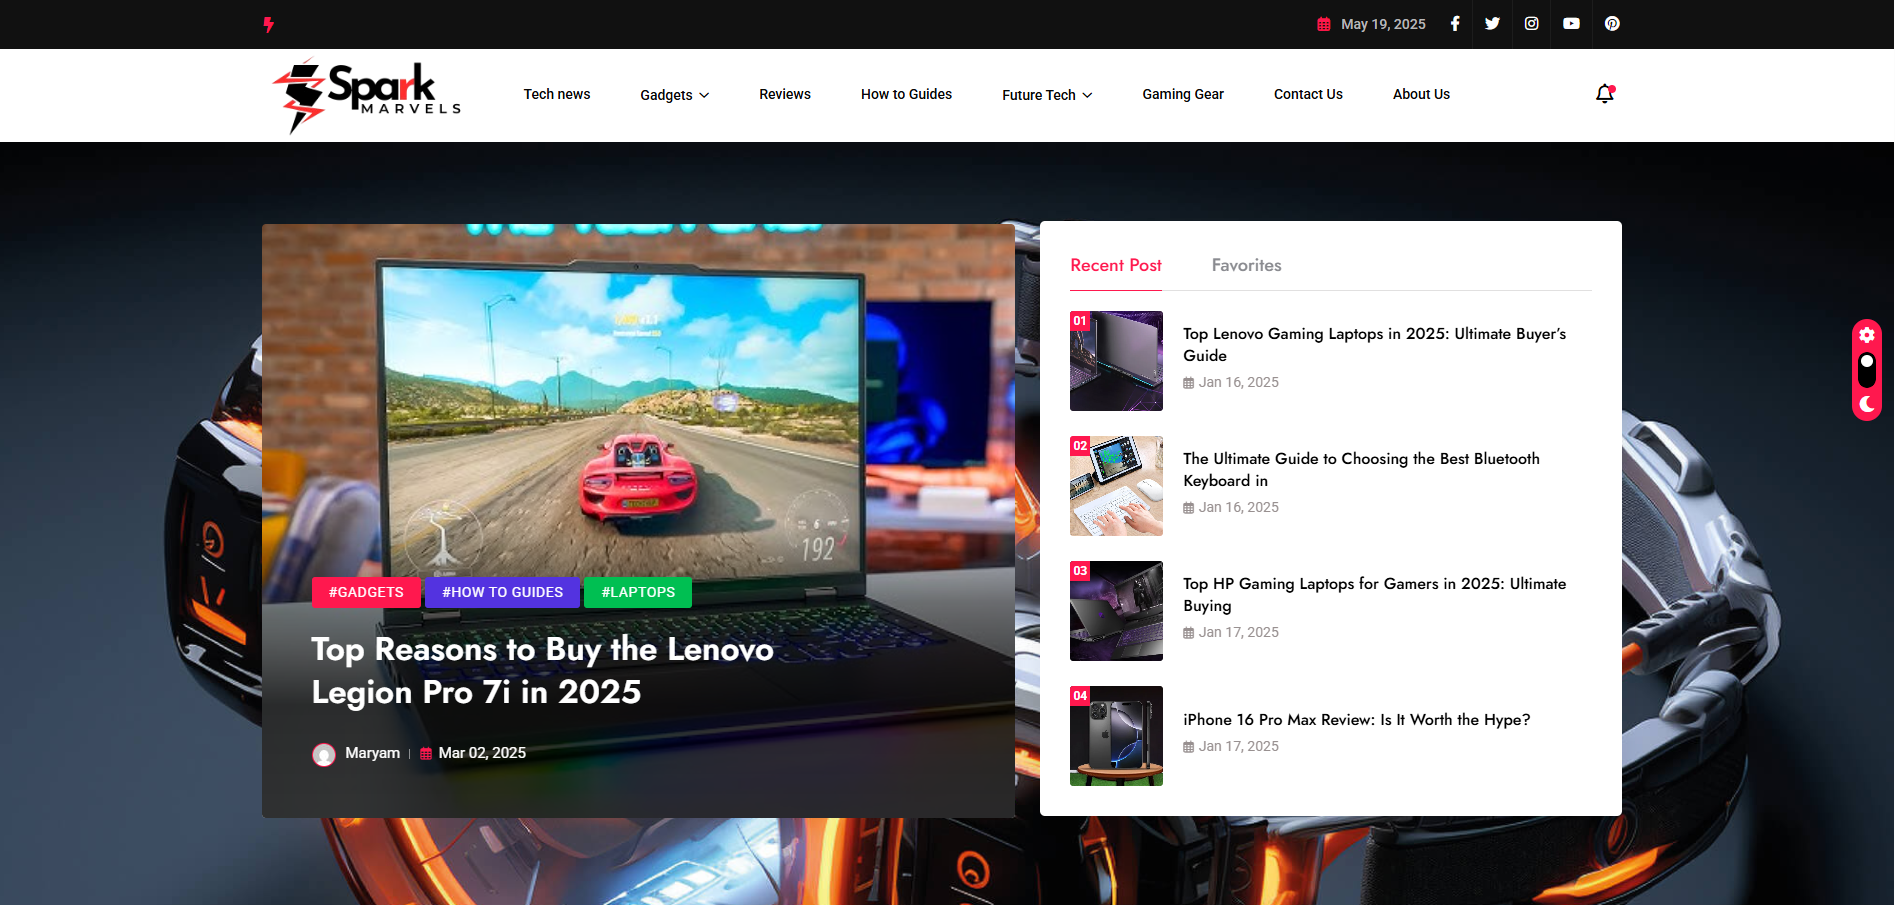 May 19, 2025
Spark
MARVELS
Tech news
Gadgets
Reviews
How to Guides
Future Tech
Gaming Gear
Contact Us
About Us
192
#GADGETS
#HOW TO GUIDES
#LAPTOPS
Top Reasons to Buy the Lenovo
Legion Pro 7i in 2025
Maryam
Mar 02, 2025
Recent Post
Favorites
01
Top Lenovo Gaming Laptops in 2025: Ultimate Buyer’s
Guide
Jan 16, 2025
02
The Ultimate Guide to Choosing the Best Bluetooth
Keyboard in
Jan 16, 2025
03
Top HP Gaming Laptops for Gamers in 2025: Ultimate
Buying
Jan 17, 2025
04
iPhone 16 Pro Max Review: Is It Worth the Hype?
Jan 17, 2025